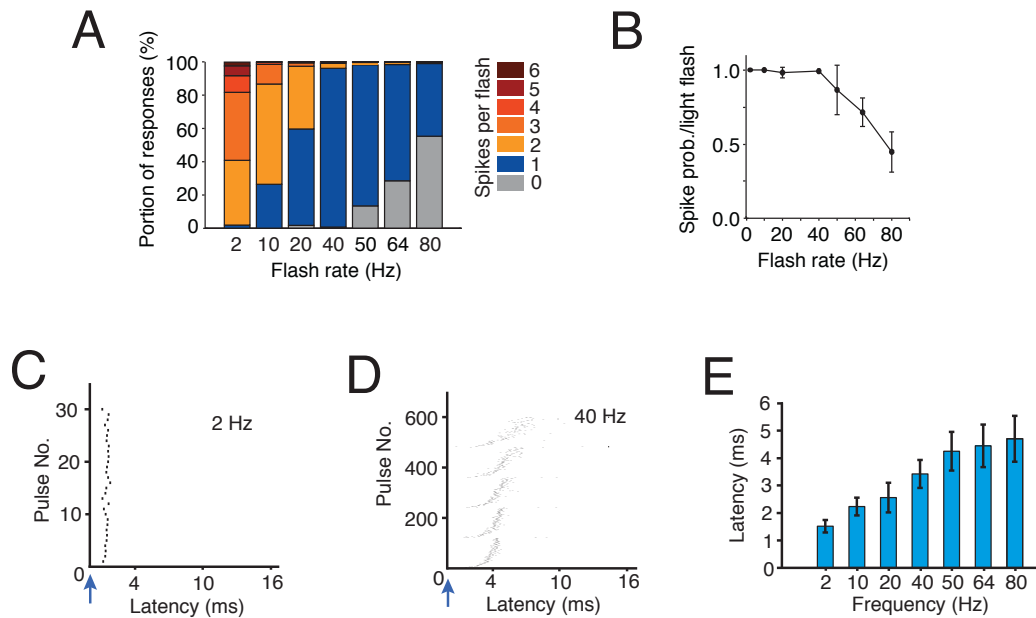 A
Portion of responses (%)
100
80
60
40
20
0
2 10 20 40 50 64 80
Flash rate (Hz)
Spikes per flash
6
5
4
3
2
1
0
B
Spike prob./light flash
1.0
0.5
0.0
0 20 40 60 80
Flash rate (Hz)
C
Pulse No.
30
20
10
0
2 Hz
4 10 16
Latency (ms)
D
Pulse No.
600
400
200
0
40 Hz
4 10 16
Latency (ms)
E
Latency (ms)
6
5
4
3
2
1
0
2 10 20 40 50 64 80
Frequency (Hz)